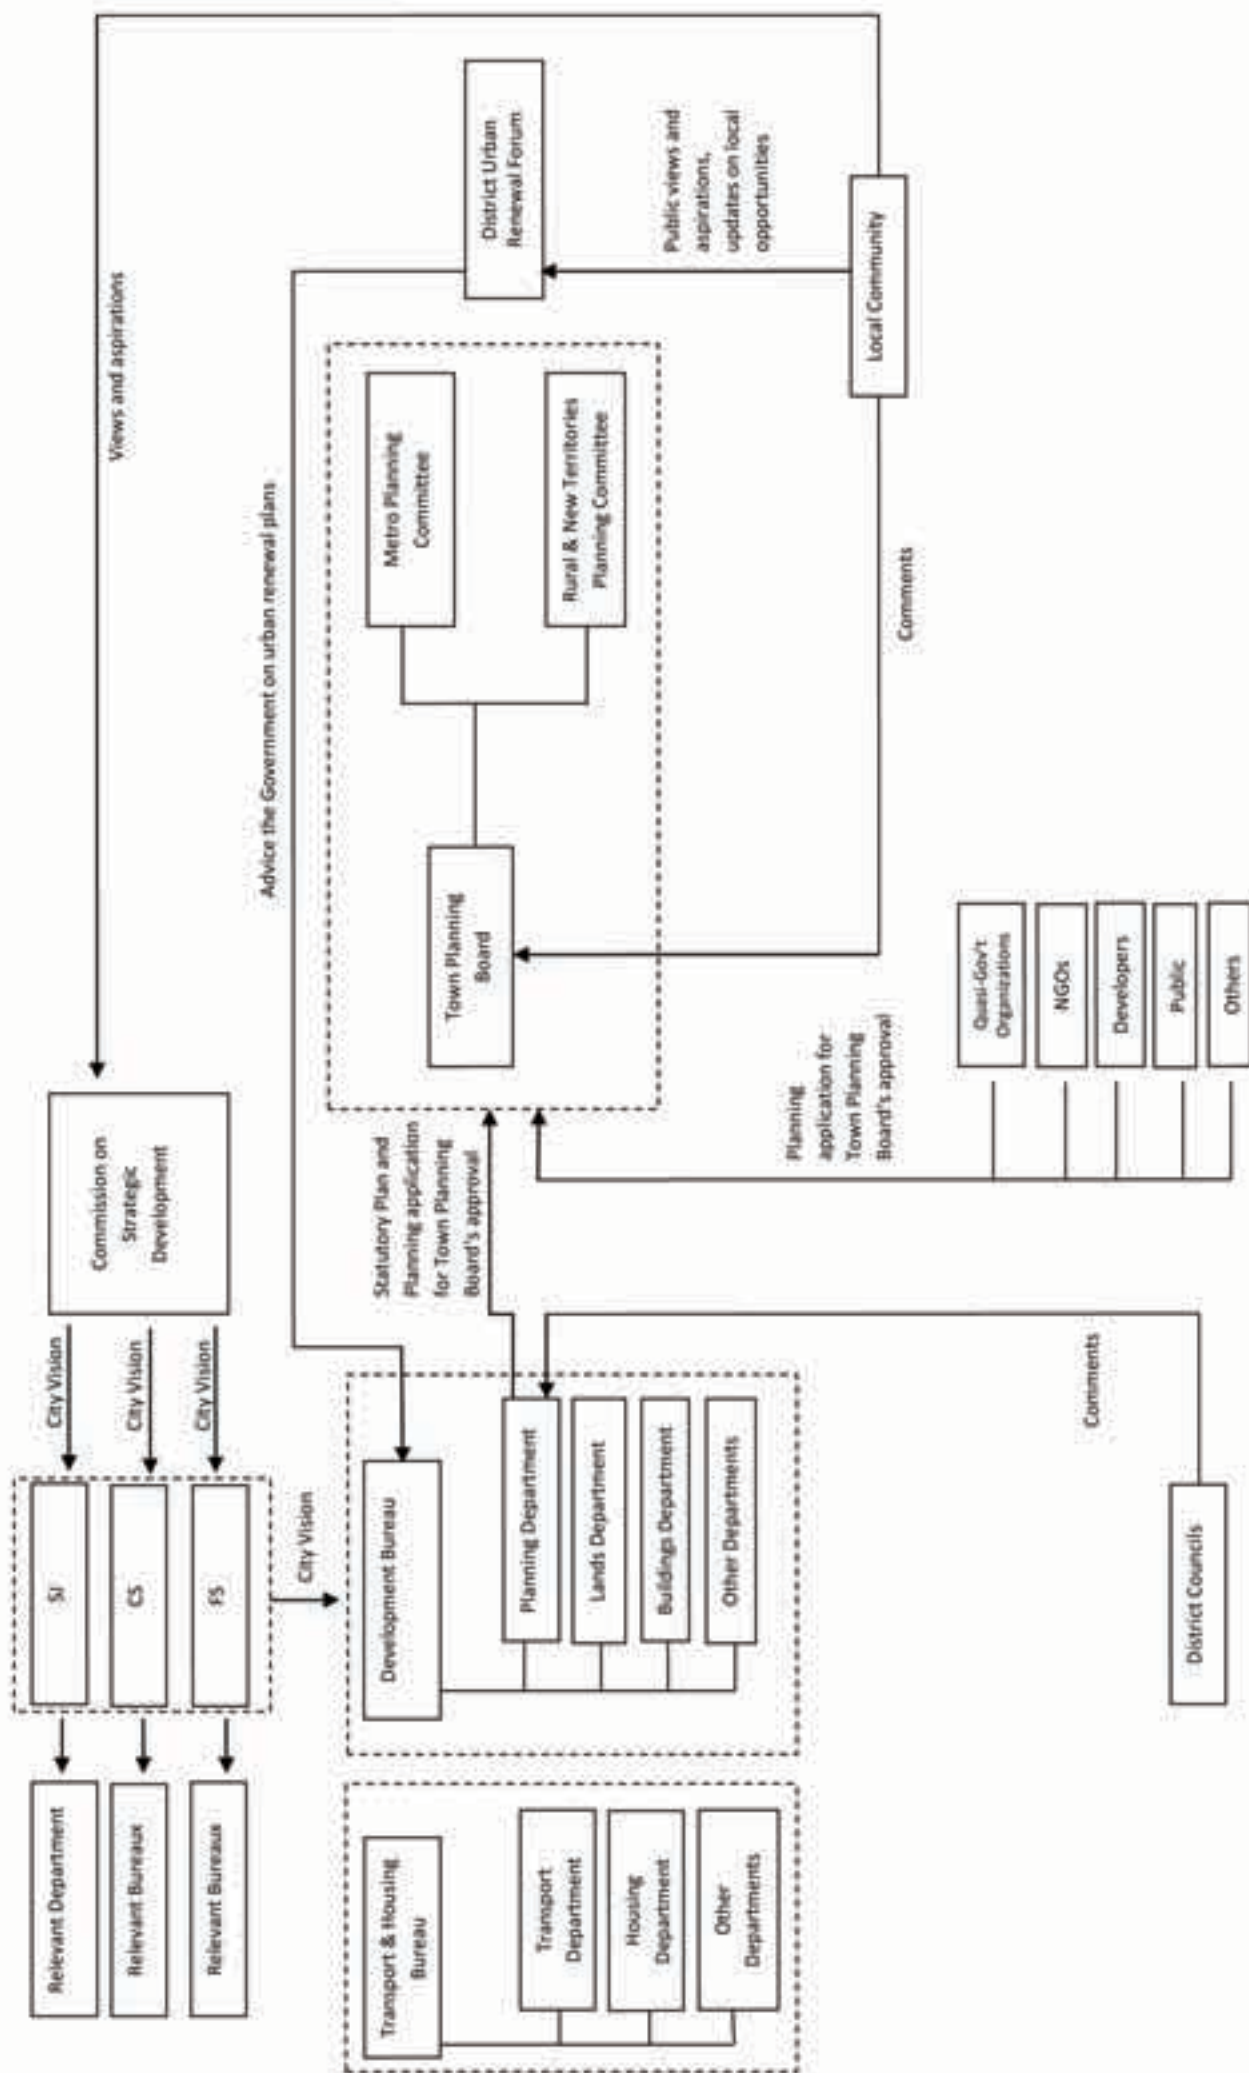 Relevant Department
Relevant Bureaux
Relevant Bureaux
SJ
CS
FS
City Vision
City Vision
City Vision
Commission on
Strategic
Development
Views and aspirations
City Vision
Advice the Government on urban renewal plans
Transport & Housing
Bureau
Transport
Department
Housing
Department
Other
Departments
Development Bureau
Planning Department
Lands Department
Buildings Department
Other Departments
Statutory Plan and
Planning application
for Town Planning
Board's approval
Town Planning
Board
Metro Planning
Committee
Rural & New Territories
Planning Committee
District Urban
Renewal Forum
Public views and
aspirations,
updates on local
opportunities
Planning
application for
Town Planning
Board's approval
Comments
Local Community
Quasi-Gov't
Organizations
NGOs
Developers
Public
Others
Comments
District Councils